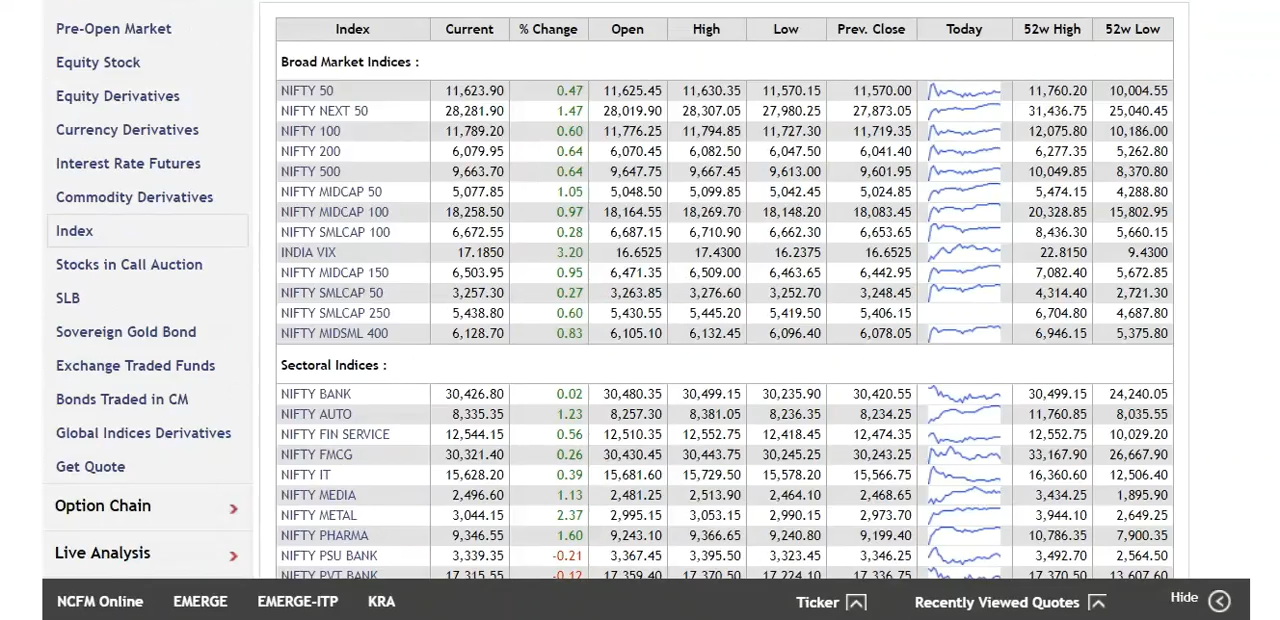 Pre-Open Market
Equity Stock
Equity Derivatives
Currency Derivatives
Interest Rate Futures
Commodity Derivatives
Index
Stocks in Call Auction
SLB
Sovereign Gold Bond
Exchange Traded Funds
Bonds Traded in CM
Global Indices Derivatives
Get Quote
Option Chain
Live Analysis
Index Current % Change Open High Low Prev. Close Today 52w High 52w Low
Broad Market Indices :
NIFTY 50 11,623.90 0.47 11,625.45 11,630.35 11,570.15 11,570.00 11,760.20 10,004.55
NIFTY NEXT 50 28,281.90 1.47 28,019.90 28,307.05 27,980.25 27,873.05 31,436.75 25,040.45
NIFTY 100 11,789.20 0.60 11,776.25 11,794.85 11,727.30 11,719.35 12,075.80 10,186.00
NIFTY 200 6,079.95 0.64 6,070.45 6,082.50 6,047.50 6,041.40 6,277.35 5,262.80
NIFTY 500 9,663.70 0.64 9,647.75 9,667.45 9,613.00 9,601.95 10,049.85 8,370.80
NIFTY MIDCAP 50 5,077.85 1.05 5,048.50 5,099.85 5,042.45 5,024.85 5,474.15 4,288.80
NIFTY MIDCAP 100 18,258.50 0.97 18,164.55 18,269.70 18,148.20 18,083.45 20,328.85 15,802.95
NIFTY SMLCAP 100 6,672.55 0.28 6,687.15 6,710.90 6,662.30 6,653.65 8,436.30 5,660.15
INDIA VIX 17.1850 3.20 16.6525 17.4300 16.2375 16.6525 22.8150 9.4300
NIFTY MIDCAP 150 6,503.95 0.95 6,471.35 6,509.00 6,463.65 6,442.95 7,082.40 5,672.85
NIFTY SMLCAP 50 3,257.30 0.27 3,263.85 3,276.60 3,252.70 3,248.45 4,314.40 2,721.30
NIFTY SMLCAP 250 5,438.80 0.60 5,430.55 5,445.20 5,419.50 5,406.15 6,704.80 4,687.80
NIFTY MIDSML 400 6,128.70 0.83 6,105.10 6,132.45 6,096.40 6,078.05 6,946.15 5,375.80
Sectoral Indices :
NIFTY BANK 30,426.80 0.02 30,480.35 30,499.15 30,235.90 30,420.55 30,499.15 24,240.05
NIFTY AUTO 8,335.35 1.23 8,257.30 8,381.05 8,236.35 8,234.25 11,760.85 8,035.55
NIFTY FIN SERVICE 12,544.15 0.56 12,510.35 12,552.75 12,418.45 12,474.35 12,552.75 10,029.20
NIFTY FMCG 30,321.40 0.26 30,430.45 30,443.75 30,245.25 30,243.25 33,167.90 26,667.90
NIFTY IT 15,628.20 0.39 15,681.60 15,729.50 15,578.20 15,566.75 16,360.60 12,506.40
NIFTY MEDIA 2,496.60 1.13 2,481.25 2,513.90 2,464.10 2,468.65 3,434.25 1,895.90
NIFTY METAL 3,044.15 2.37 2,995.15 3,053.15 2,990.15 2,973.70 3,944.10 2,649.25
NIFTY PHARMA 9,346.55 1.60 9,243.10 9,366.65 9,240.80 9,199.40 10,786.35 7,900.35
NIFTY PSU BANK 3,339.35 -0.21 3,367.45 3,395.50 3,323.45 3,346.25 3,492.70 2,564.50
NIFTY PVT BANK 17,315.55 -0.12 17,359.40 17,370.50 17,224.10 17,336.75 17,370.50 13,607.60
NCFM Online EMERGE EMERGE-ITP KRA Ticker Recently Viewed Quotes Hide